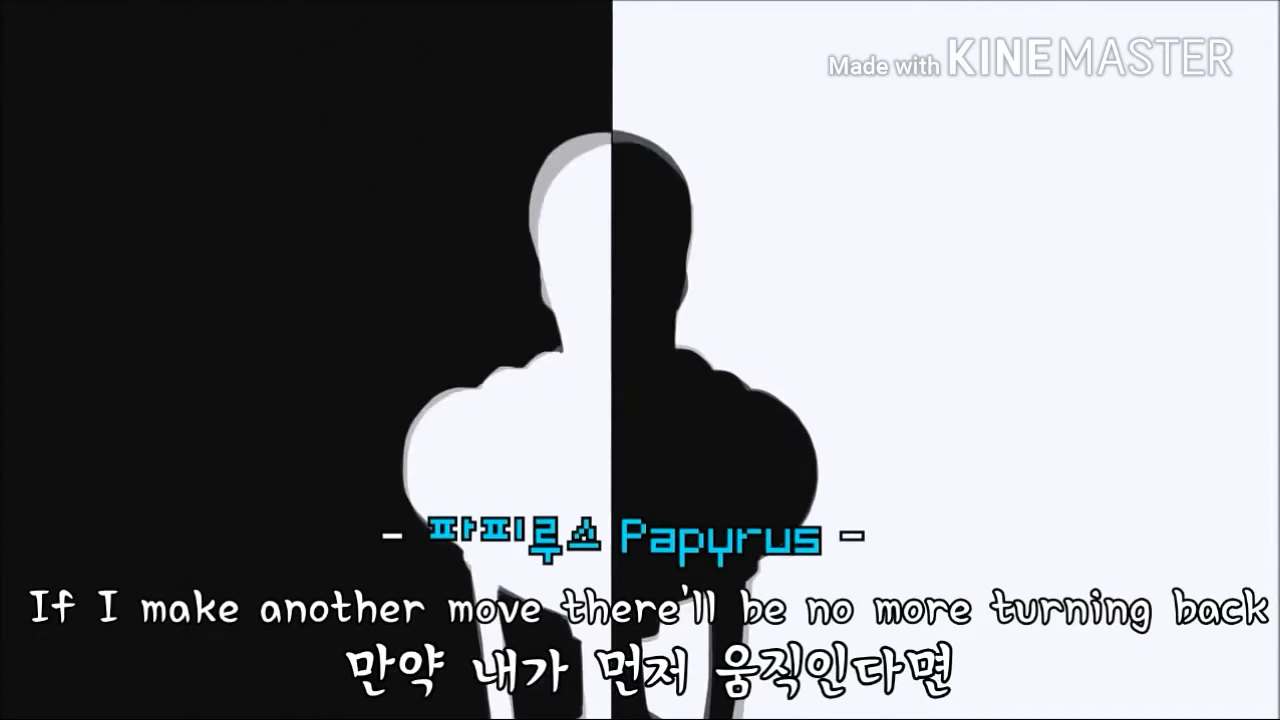 Made with KINEMASTER
- 파피루스 Papyrus -
If I make another move there'll be no more turning back
만약 내가 먼저 움직인다면